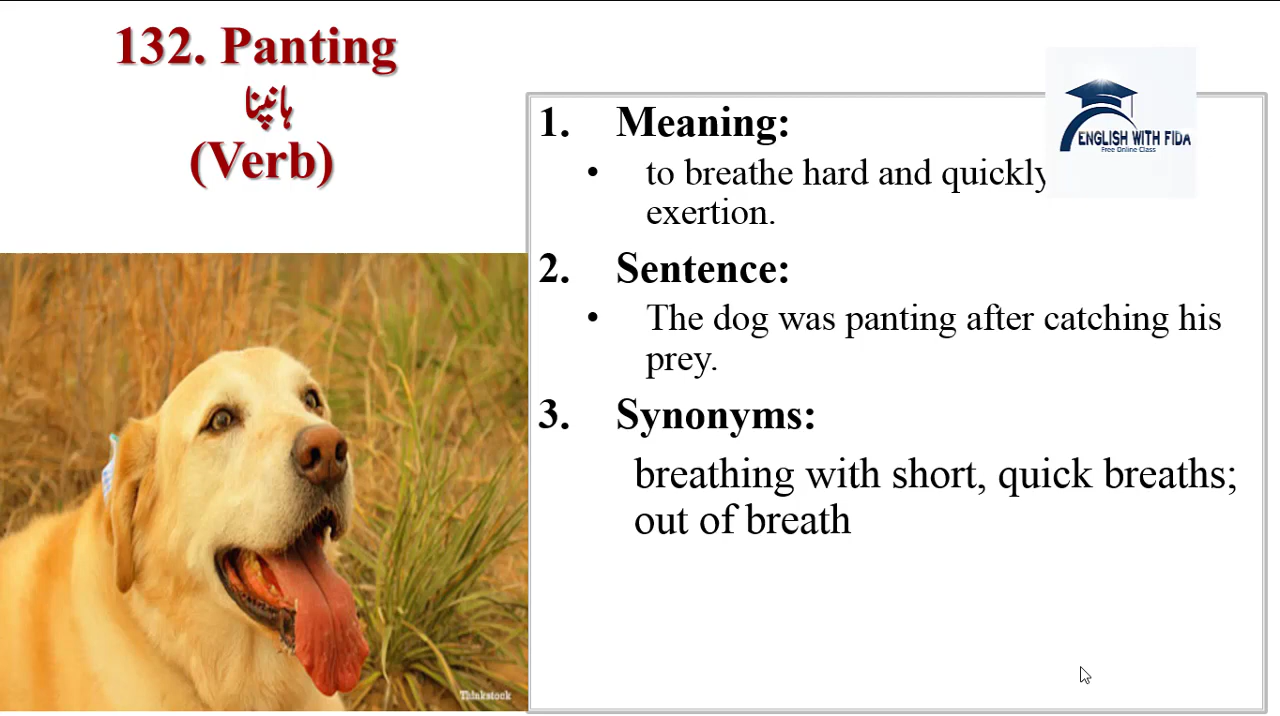 132. Panting
ہانپنا
(Verb)
ENGLISH WITH FIDA
Free Online Class
1. Meaning:
• to breathe hard and quickly
exertion.
2. Sentence:
• The dog was panting after catching his
prey.
3. Synonyms:
breathing with short, quick breaths;
out of breath
Thinkstock